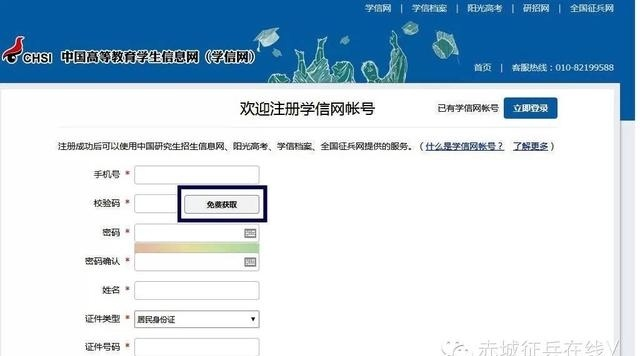 学信网 | 学信档案 | 阳光高考 | 研招网 | 全国征兵网
CHSI 中国高等教育学生信息网（学信网）
首页 | 客服热线：010-82199588
欢迎注册学信网帐号
已有学信网帐号 立即登录
注册成功后可以使用中国研究生招生信息网、阳光高考、学信档案、全国征兵网提供的服务。（什么是学信网帐号？ 了解更多）
手机号 *
校验码 * 免费获取
密码 *
密码确认 *
姓名 *
证件类型 * 居民身份证
证件号码 *
赤城征兵在线V